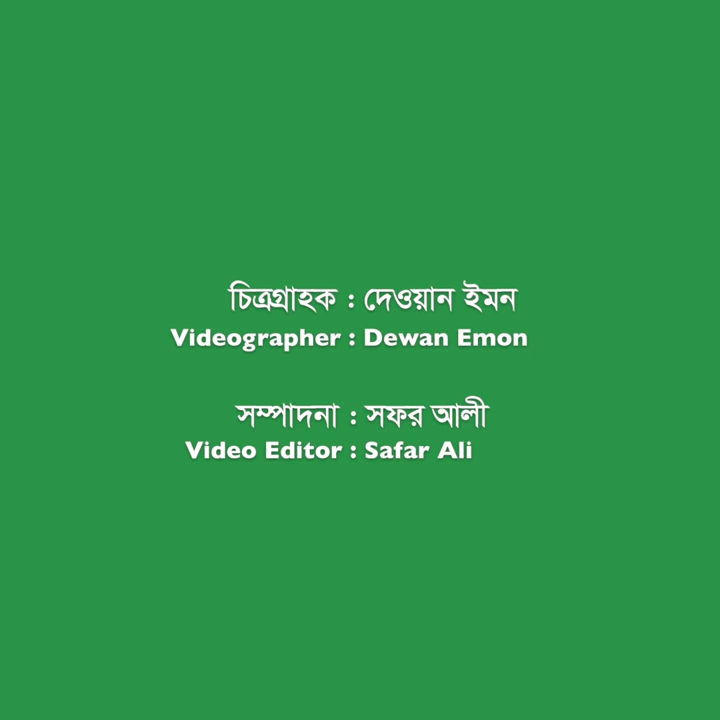 চিত্রগ্রাহক : দেওয়ান ইমন
Videographer : Dewan Emon
সম্পাদনা : সফর আলী
Video Editor : Safar Ali